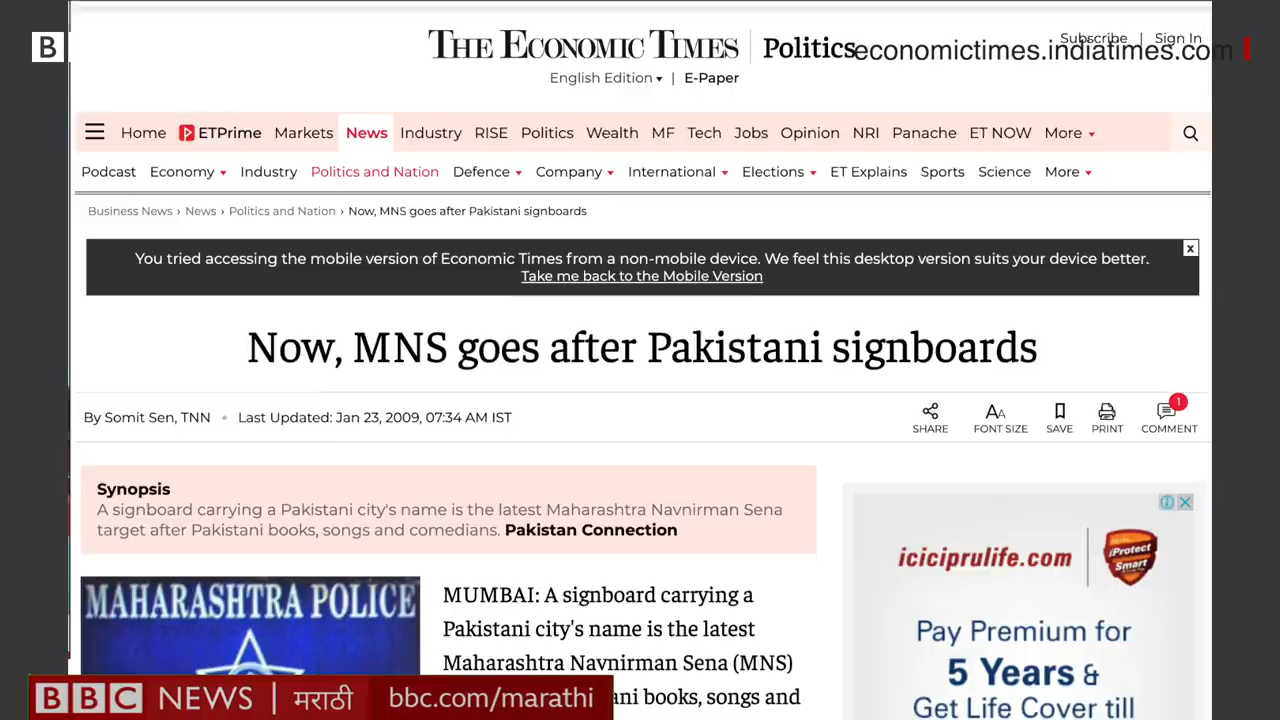 B
THE ECONOMIC TIMES | Politics
economictimes.indiatimes.com
Subscribe | Sign In
English Edition | E-Paper
Home ETPrime Markets News Industry RISE Politics Wealth MF Tech Jobs Opinion NRI Panache ET NOW More
Podcast Economy Industry Politics and Nation Defence Company International Elections ET Explains Sports Science More
Business News › News › Politics and Nation › Now, MNS goes after Pakistani signboards
x
You tried accessing the mobile version of Economic Times from a non-mobile device. We feel this desktop version suits your device better.
Take me back to the Mobile Version
Now, MNS goes after Pakistani signboards
By Somit Sen, TNN • Last Updated: Jan 23, 2009, 07:34 AM IST
SHARE FONT SIZE SAVE PRINT COMMENT
1
Synopsis
A signboard carrying a Pakistani city's name is the latest Maharashtra Navnirman Sena
target after Pakistani books, songs and comedians. Pakistan Connection
MAHARASHTRA POLICE
MUMBAI: A signboard carrying a
Pakistani city's name is the latest
Maharashtra Navnirman Sena (MNS)
ani books, songs and
iciciprulife.com
iProtect
Smart
Pay Premium for
5 Years &
Get Life Cover till
BBC NEWS | मराठी bbc.com/marathi